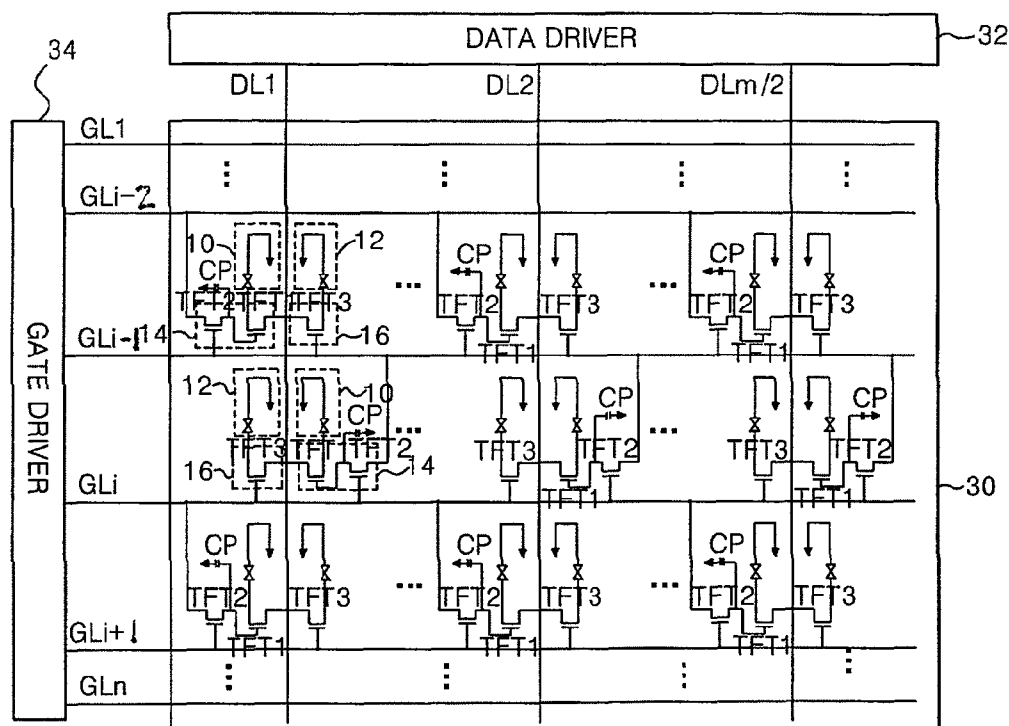 DATA DRIVER
32
34
DL1 DL2 DLm/2
GL1
GLi-2
10 12
CP CP CP
TFT2 TFT TFT3 TFT2 TFT3 TFT2 TFT3
GLi-1 14 16 TFT1 TFT1
GATE DRIVER
12 10
CP CP CP
TFT3 TFT TFT2 TFT3 TFT2 TFT3 TFT2
16 14
GLi TFT1 TFT1
30
CP CP CP
TFT2 TFT3 TFT2 TFT3 TFT2 TFT3
GLi+1 TFT1 TFT1 TFT1
GLn